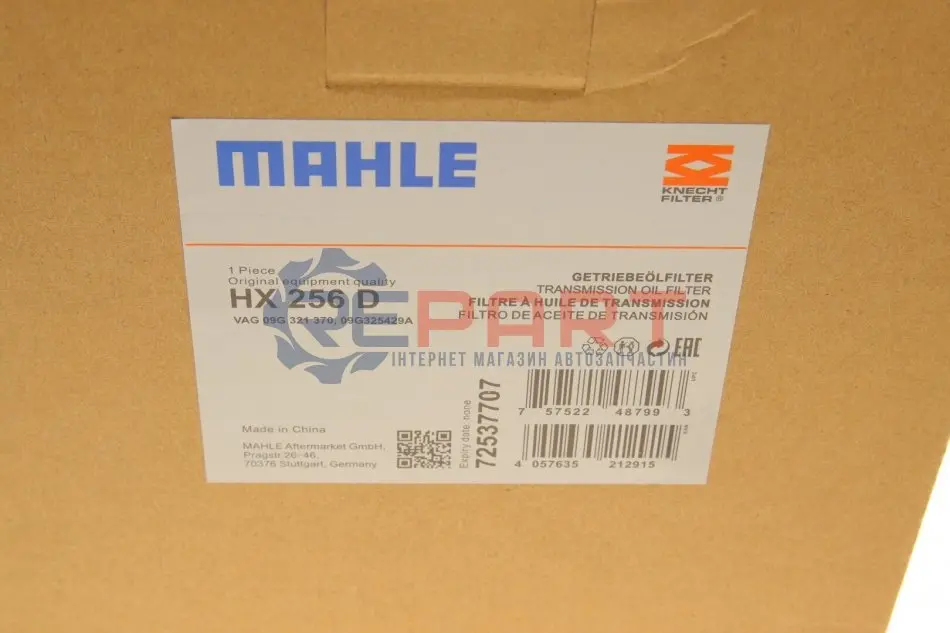 MAHLE
KNECHT
FILTER®
1 Piece
Original equipment quality
HX 256 D
VAG 09G 321 370; 09G325429A
GETRIEBEÖLFILTER
TRANSMISSION OIL FILTER
FILTRE À HUILE DE TRANSMISSION
FILTRO DE ACEITE DE TRANSMISIÓN
REPART
ІНТЕРНЕТ МАГАЗИН АВТОЗАПЧАСТИН
EAC
Made in China
MAHLE Aftermarket GmbH,
Pragstr 26-46,
70376 Stuttgart, Germany
Expiry date: none
72537707
7 57522 48799 3
4 057635 212915